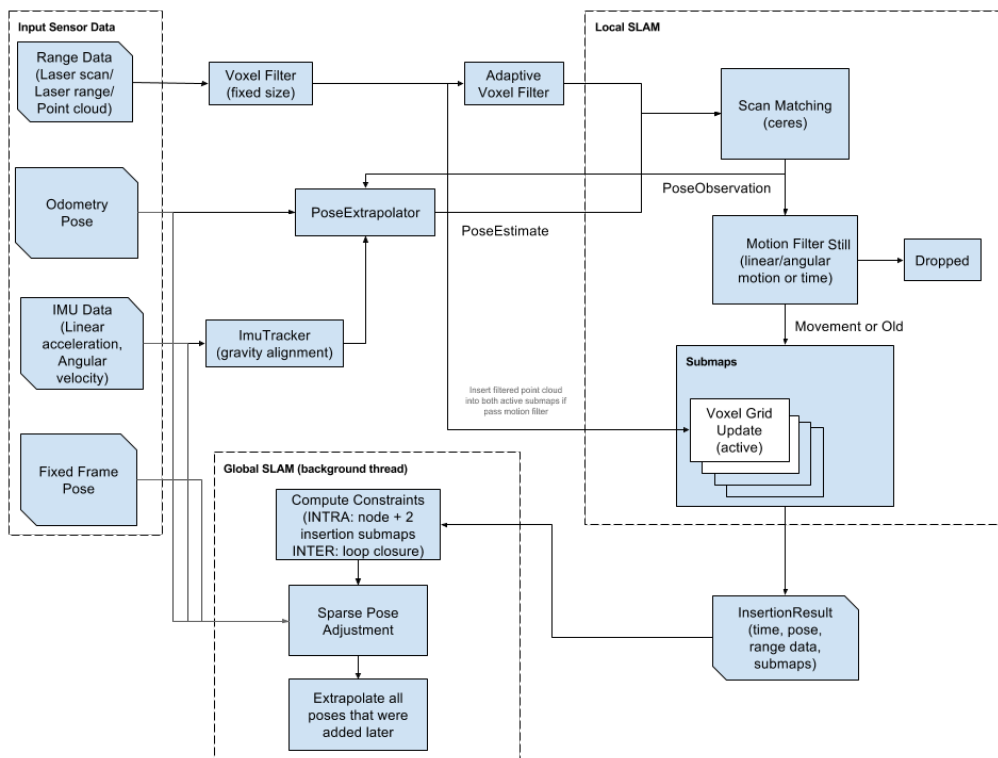 Input Sensor Data
Range Data
(Laser scan/
Laser range/
Point cloud)
Voxel Filter
(fixed size)
Adaptive
Voxel Filter
Local SLAM
Scan Matching
(ceres)
PoseObservation
Odometry
Pose
PoseExtrapolator
PoseEstimate
Motion Filter
(linear/angular
motion or time)
Still
Dropped
Movement or Old
IMU Data
(Linear
acceleration,
Angular
velocity)
ImuTracker
(gravity alignment)
Insert filtered point cloud
into both active submaps if
pass motion filter
Submaps
Voxel Grid
Update
(active)
Fixed Frame
Pose
Global SLAM (background thread)
Compute Constraints
(INTRA: node + 2
insertion submaps
INTER: loop closure)
Sparse Pose
Adjustment
Extrapolate all
poses that were
added later
InsertionResult
(time, pose,
range data,
submaps)